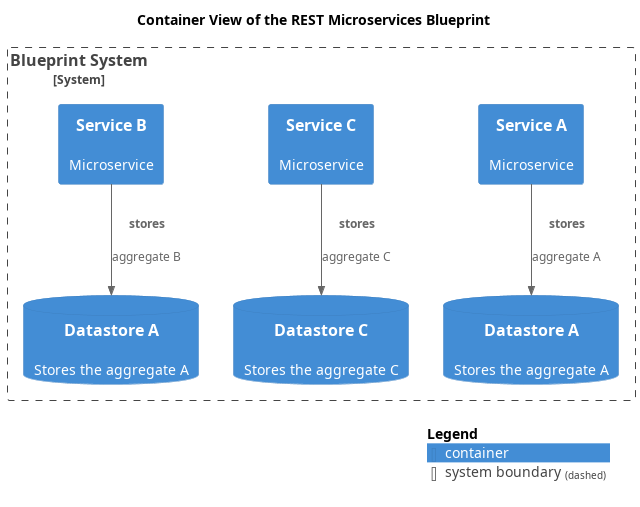 Container View of the REST Microservices Blueprint
Blueprint System
[System]
Service B
Microservice
Service C
Microservice
Service A
Microservice
stores
aggregate B
stores
aggregate C
stores
aggregate A
Datastore A
Stores the aggregate A
Datastore C
Stores the aggregate C
Datastore A
Stores the aggregate A
Legend
container
system boundary (dashed)